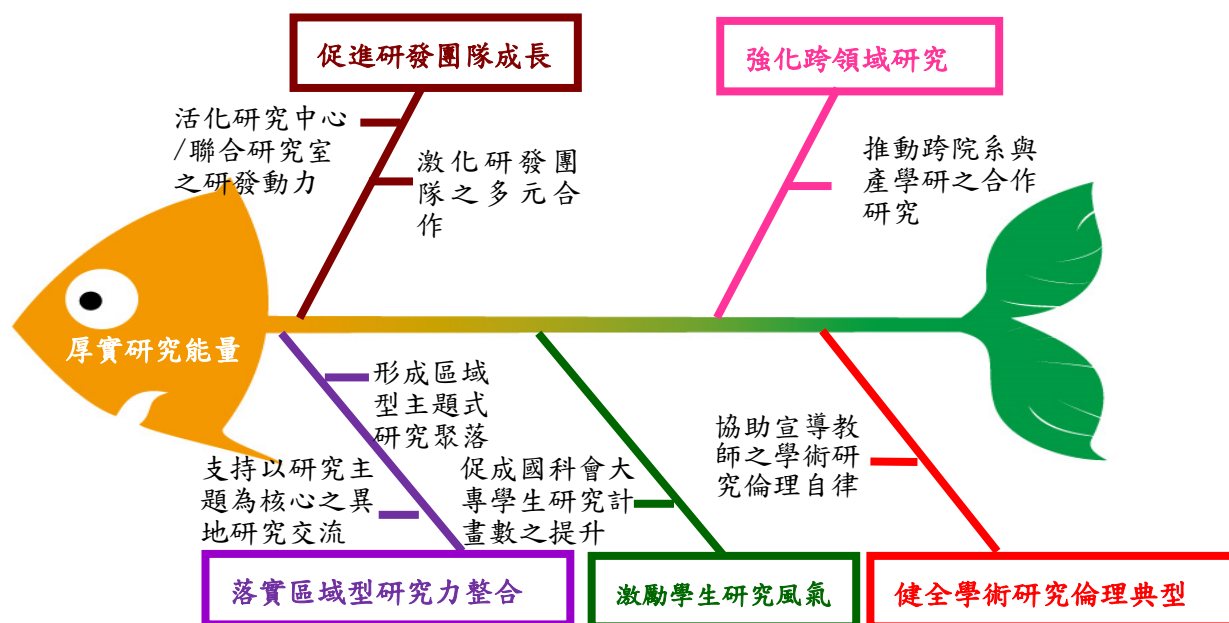 促進研發團隊成長
強化跨領域研究
活化研究中心
/聯合研究室
之研發動力
激化研發團
隊之多元合
作
推動跨院系與
產學研之合作
研究
厚實研究能量
形成區域
型主題式
研究聚落
支持以研究主
題為核心之異
地研究交流
促成國科會大
專學生研究計
畫數之提升
協助宣導教
師之學術研
究倫理自律
落實區域型研究力整合
激勵學生研究風氣
健全學術研究倫理典型